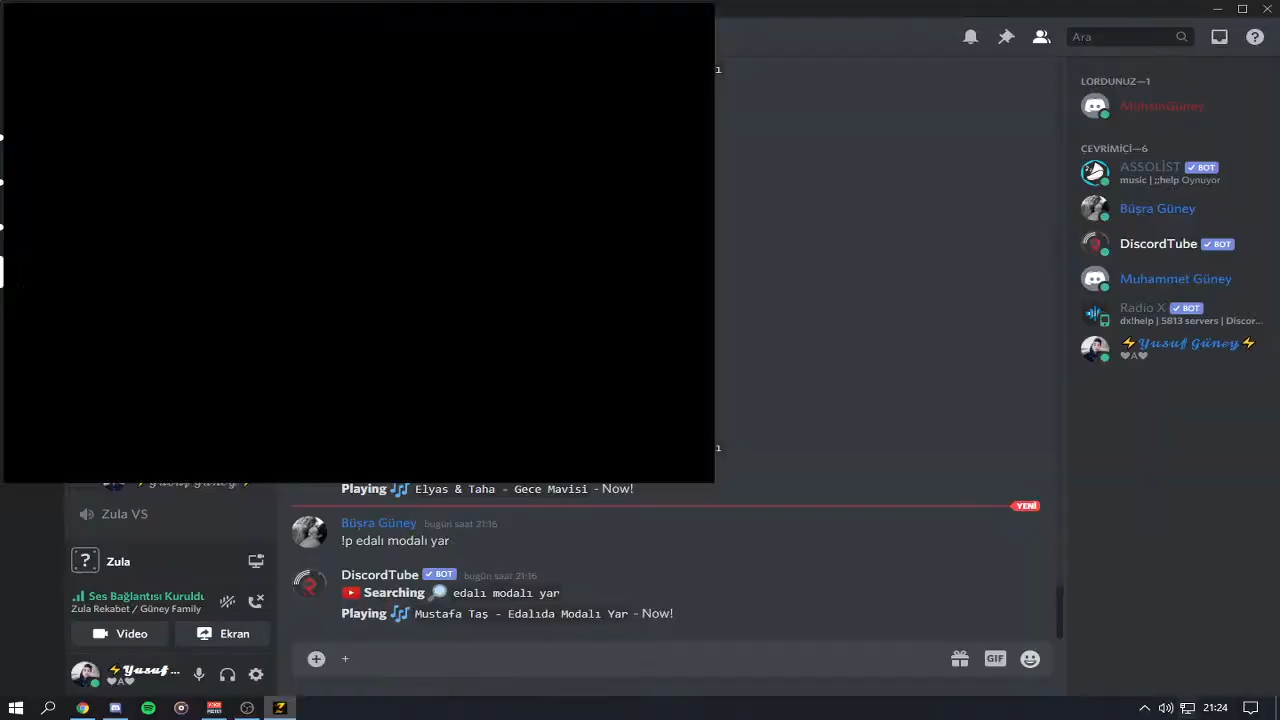 Ara
LORDUNUZ—1
MuhsinGüney
ÇEVRİMİÇİ—6
ASSOLİST BOT
music | ;;help Oynuyor
Büşra Güney
DiscordTube BOT
Muhammet Güney
Radio X BOT
dx!help | 5813 servers | Discor...
⚡𝓨𝓾𝓼𝓾𝓯 𝓖ü𝓷𝓮𝔂⚡
♥A♥
ı
ı
Playing 🎶 Elyas & Taha - Gece Mavisi - Now!
YENİ
Büşra Güney bugün saat 21:16
!p edalı modalı yar
DiscordTube BOT bugün saat 21:16
Searching 🔎 edalı modalı yar
Playing 🎶 Mustafa Taş - Edalıda Modalı Yar - Now!
+
GIF
Zula VS
? Zula
Ses Bağlantısı Kuruldu
Zula Rekabet / Güney Family
Video
Ekran
⚡𝒀𝒖𝒔𝒖𝒇 ...
♥A♥
21:24